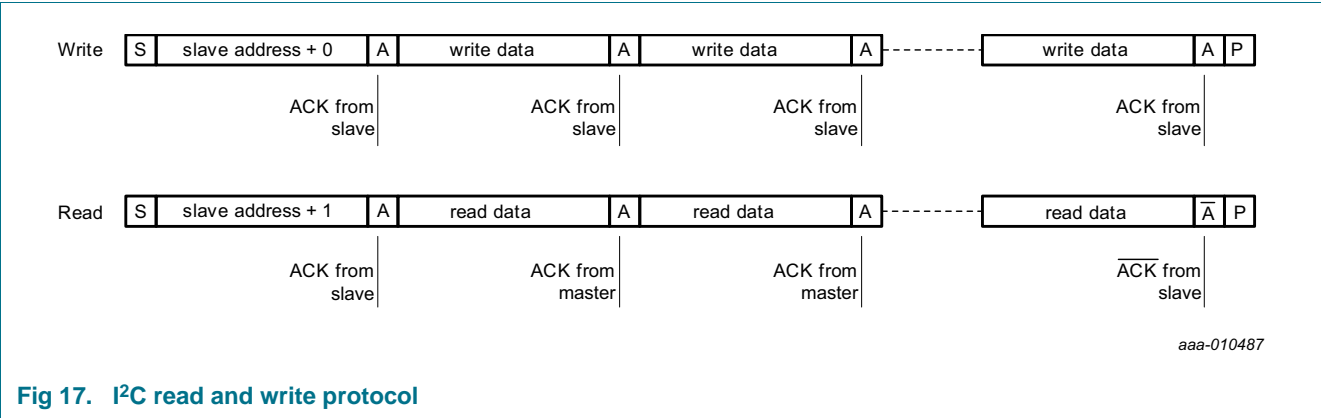 Write S slave address + 0 A write data A write data A write data A P
ACK from slave ACK from slave ACK from slave ACK from slave
Read S slave address + 1 A read data A read data A read data A̅ P
ACK from slave ACK from master ACK from master A̅C̅K̅ from slave
aaa-010487
Fig 17. I²C read and write protocol